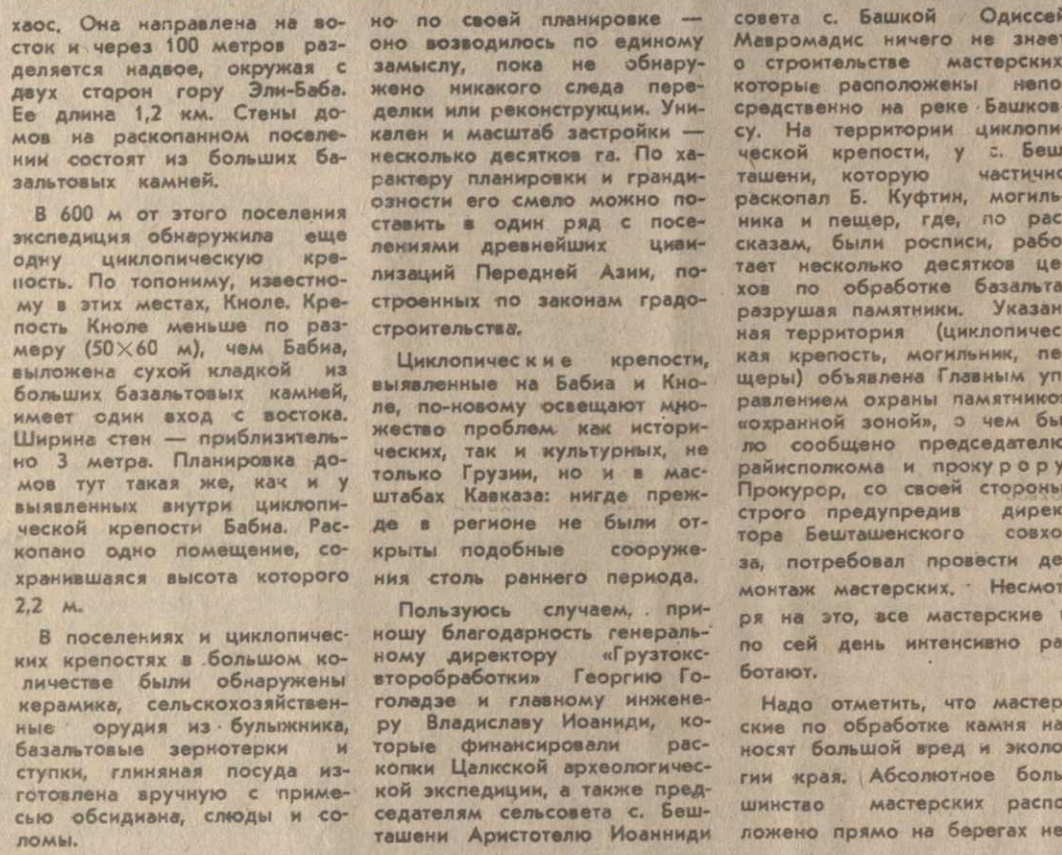 хаос. Она направлена на во-
сток и через 100 метров раз-
деляется надвое, окружая с
двух сторон гору Эли-Баба.
Ее длина 1,2 км. Стены до-
мов на раскопанном поселе-
нии состоят из больших ба-
зальтовых камней.
В 600 м от этого поселения
экспедиция обнаружила еще
одну циклопическую кре-
пость. По топониму, известно-
му в этих местах, Кноле. Кре-
пость Кноле меньше по раз-
меру (50×60 м), чем Бабиа,
выложена сухой кладкой из
больших базальтовых камней,
имеет один вход с востока.
Ширина стен — приблизитель-
но 3 метра. Планировка до-
мов тут такая же, как и у
выявленных внутри циклопи-
ческой крепости Бабиа. Рас-
копано одно помещение, со-
хранившаяся высота которого
2,2 м.
В поселениях и циклопичес-
ких крепостях в большом ко-
личестве были обнаружены
керамика, сельскохозяйствен-
ные орудия из булыжника,
базальтовые зернотерки и
ступки, глиняная посуда из-
готовлена вручную с приме-
сью обсидиана, слюды и со-
ломы.
но по своей планировке —
оно возводилось по единому
замыслу, пока не обнару-
жено никакого следа пере-
делки или реконструкции. Уни-
кален и масштаб застройки —
несколько десятков га. По ха-
рактеру планировки и гранди-
озности его смело можно по-
ставить в один ряд с посе-
лениями древнейших циви-
лизаций Передней Азии, по-
строенных по законам градо-
строительства.
Циклопические крепости,
выявленные на Бабиа и Кно-
ле, по-новому освещают мно-
жество проблем как истори-
ческих, так и культурных, не
только Грузии, но и в мас-
штабах Кавказа: нигде преж-
де в регионе не были от-
крыты подобные сооруже-
ния столь раннего периода.
Пользуюсь случаем, при-
ношу благодарность генераль-
ному директору «Грузтокс-
второбработки» Георгию Го-
голадзе и главному инжене-
ру Владиславу Иоаниди, ко-
торые финансировали рас-
копки Цалкской археологичес-
кой экспедиции, а также пред-
седателям сельсовета с. Беш-
ташени Аристотелю Иоанниди
совета с. Башкой Одиссей
Мавромадис ничего не знает
о строительстве мастерских
которые расположены непо-
средственно на реке Башков-
су. На территории циклопи-
ческой крепости, у с. Беш
ташени, которую частично
раскопал Б. Куфтин, могиль-
ника и пещер, где, по рас
сказам, были росписи, рабо
тает несколько десятков це
хов по обработке базальта
разрушая памятники. Указан
ная территория (циклопичес
кая крепость, могильник, пе
щеры) объявлена Главным уп
равлением охраны памятников
«охранной зоной», о чем бы
ло сообщено председателю
райисполкома и прокурору
Прокурор, со своей стороны
строго предупредив дирек
тора Бешташенского совхо
за, потребовал провести де
монтаж мастерских. Несмот
ря на это, все мастерские
по сей день интенсивно ра
ботают.
Надо отметить, что мастер
ские по обработке камня на
носят большой вред и эколо
гии края. Абсолютное боль
шинство мастерских распо
ложено прямо на берегах не